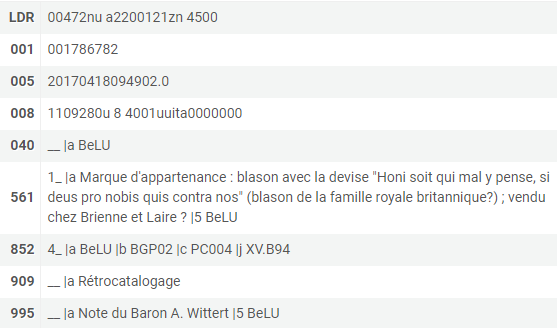 LDR 00472nu a2200121zn 4500
001 001786782
005 20170418094902.0
008 1109280u 8 4001uuita0000000
040 __ |a BeLU
561 1_ |a Marque d'appartenance : blason avec la devise "Honi soit qui mal y pense, si
deus pro nobis quis contra nos" (blason de la famille royale britannique?) ; vendu
chez Brienne et Laire ? |5 BeLU
852 4_ |a BeLU |b BGP02 |c PC004 |j XV.B94
909 __ |a Rétrocatalogage
995 __ |a Note du Baron A. Wittert |5 BeLU